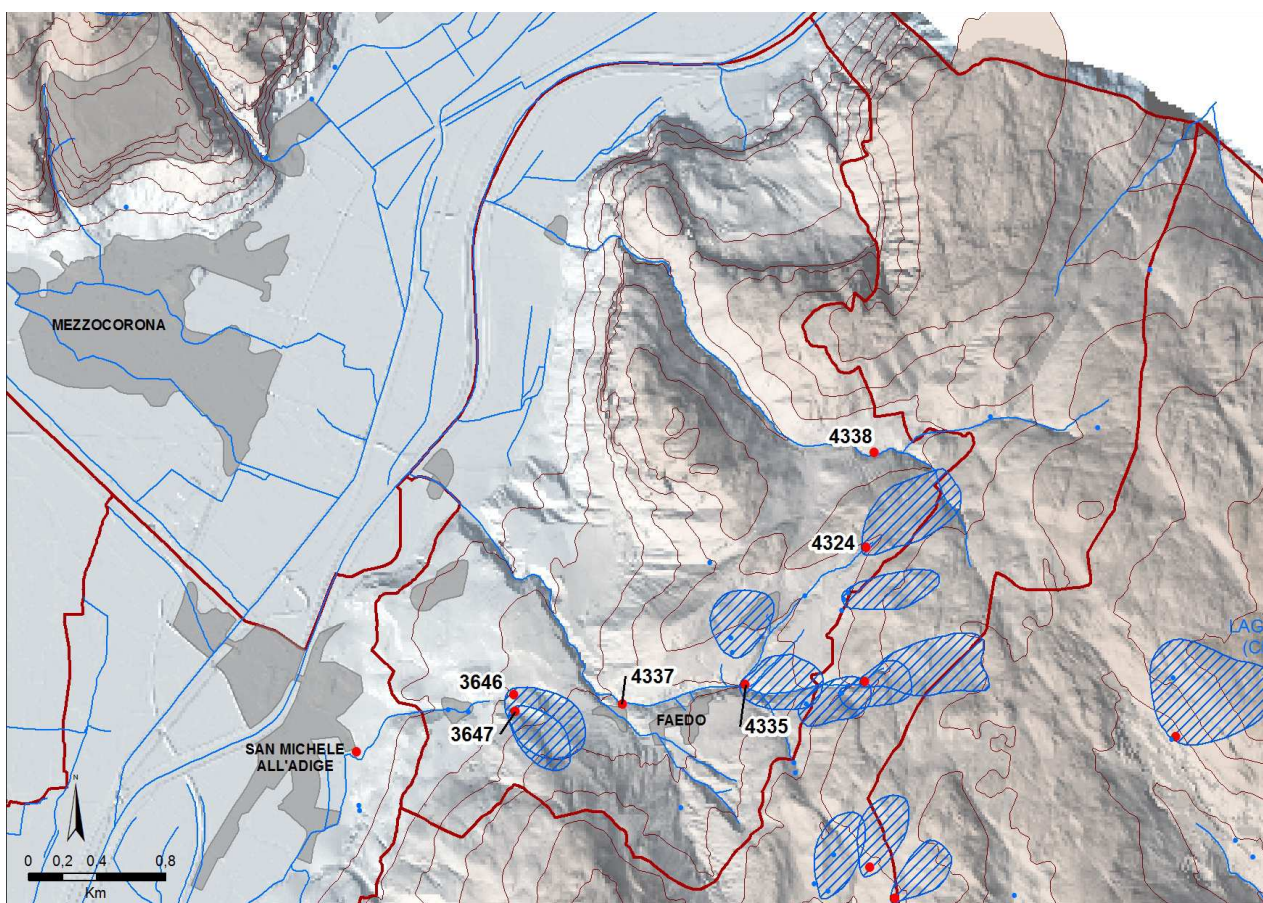 MEZZOCORONA
4338
4324
LAG
(C
3646
4337
3647
FAEDO
4335
SAN MICHELE
ALL'ADIGE
N
0 0,2 0,4 0,8
Km